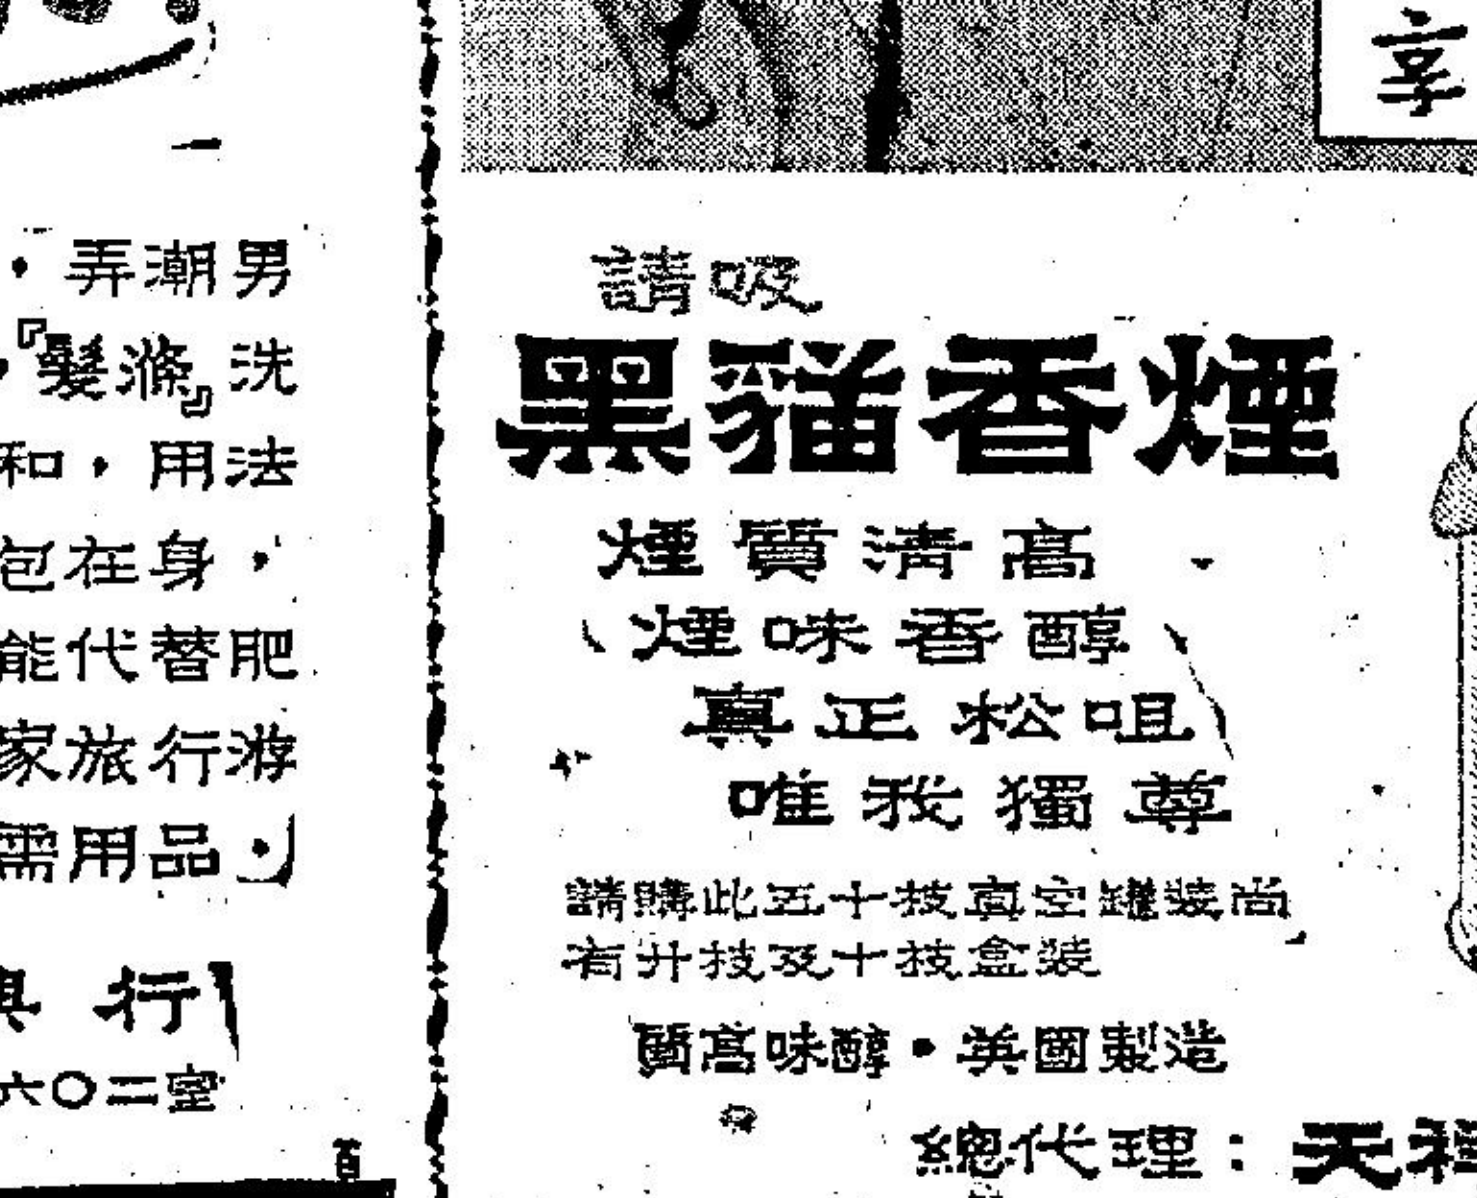 享
・弄潮男
，『髮滌』洗
和，用法
包在身，
能代替肥
家旅行游
需用品・
行
六〇二室
請吸
黑貓香煙
煙質清高
煙味香醇
真正松咀
唯我獨尊
請購此五十枝真空罐裝尚
有廿枝及十枝盒裝
質高味醇・英國製造
總代理：天祥